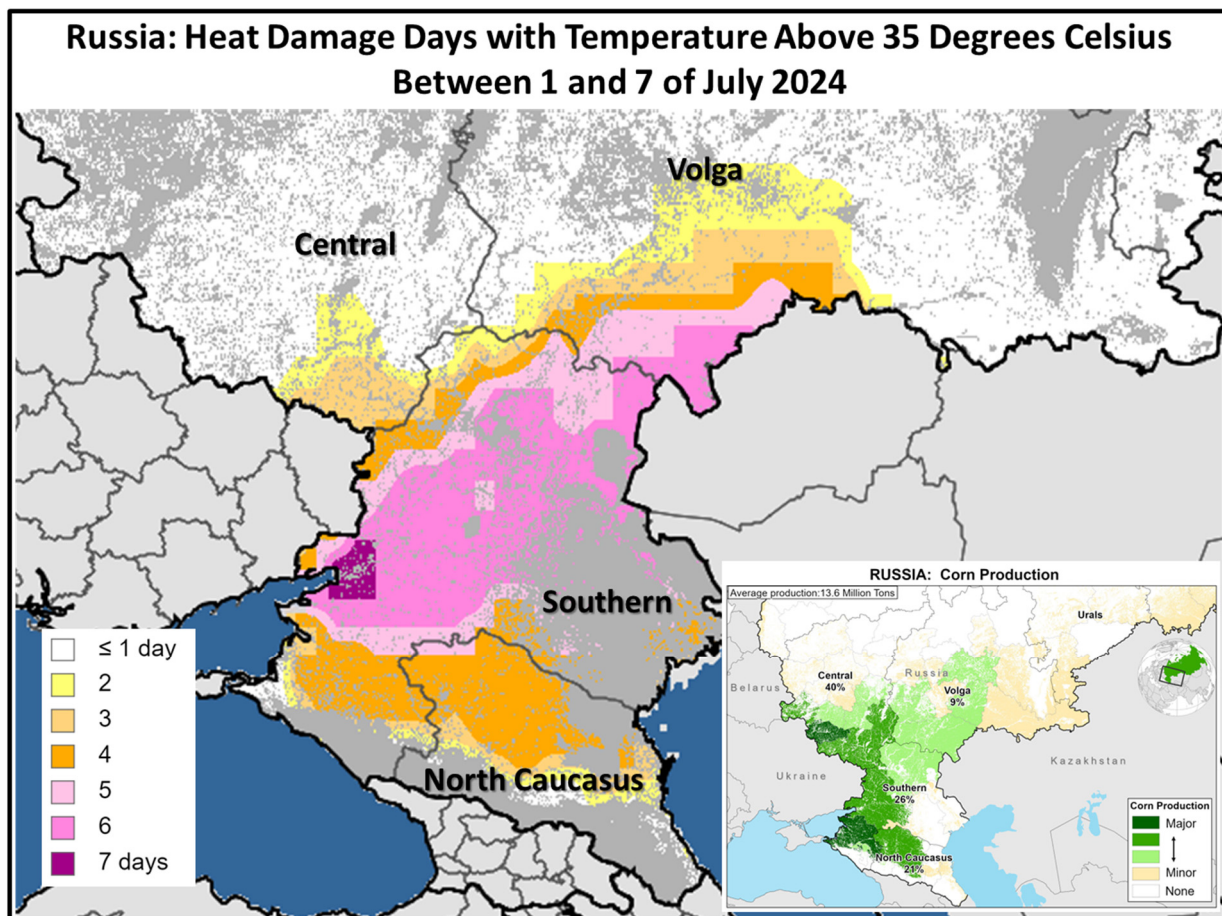 Russia: Heat Damage Days with Temperature Above 35 Degrees Celsius
Between 1 and 7 of July 2024
Volga
Central
Southern
North Caucasus
≤ 1 day
2
3
4
5
6
7 days
RUSSIA: Corn Production
Average production:13.6 Million Tons
Urals
Central
40%
Russia
Volga
9%
Belarus
Ukraine
Kazakhstan
Southern
26%
North Caucasus
21%
Corn Production
Major
Minor
None